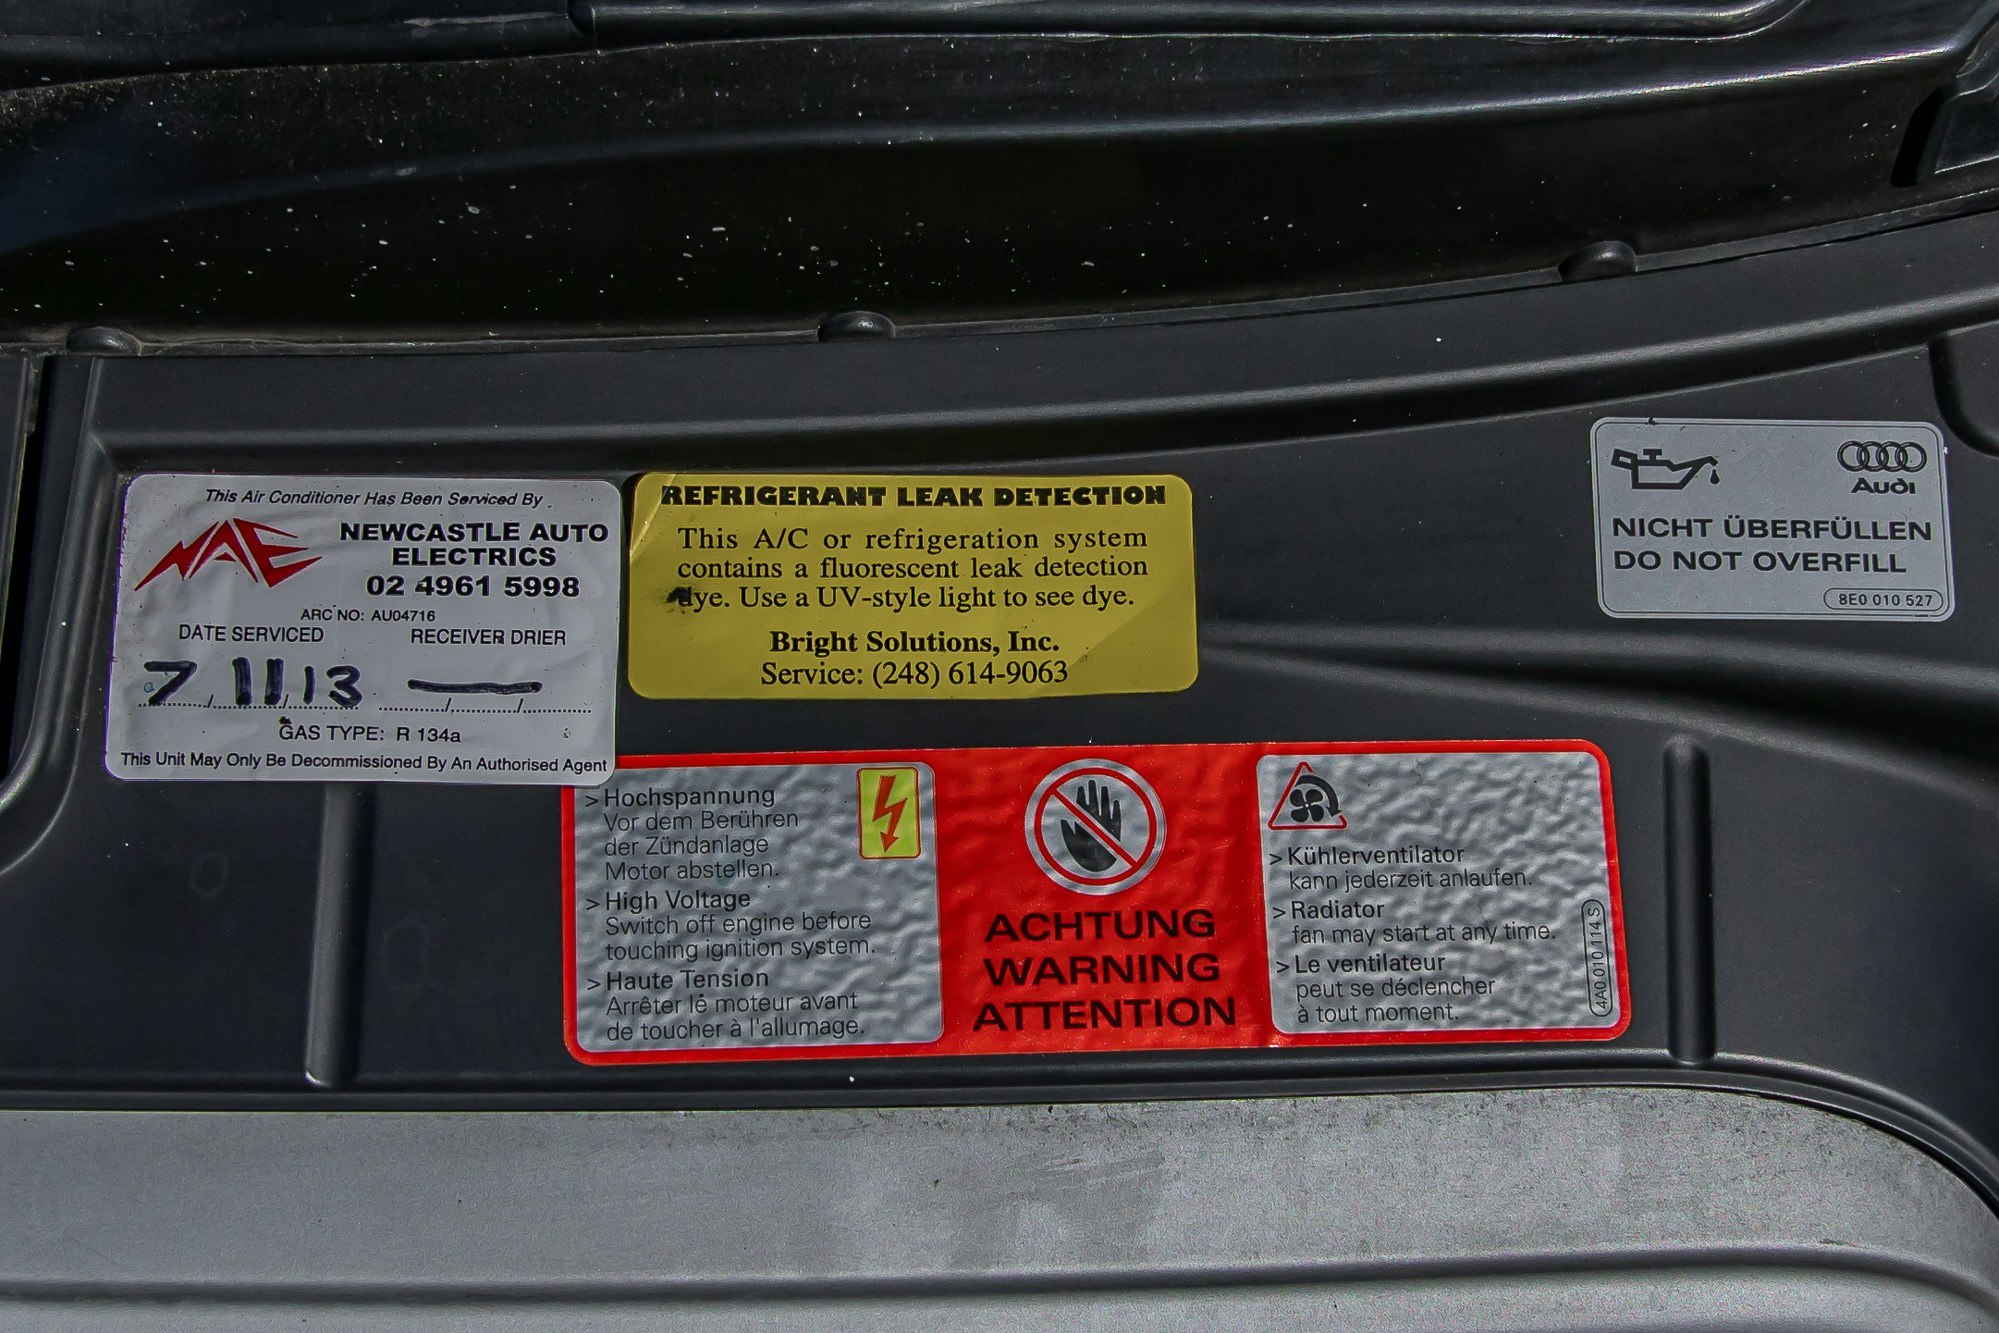 This Air Conditioner Has Been Serviced By
NAE
NEWCASTLE AUTO
ELECTRICS
02 4961 5998
ARC NO: AU04716
DATE SERVICED RECEIVER DRIER
7/11/13 —
GAS TYPE: R 134a
This Unit May Only Be Decommissioned By An Authorised Agent
REFRIGERANT LEAK DETECTION
This A/C or refrigeration system
contains a fluorescent leak detection
dye. Use a UV-style light to see dye.
Bright Solutions, Inc.
Service: (248) 614-9063
Audi
NICHT ÜBERFÜLLEN
DO NOT OVERFILL
8E0 010 527
> Hochspannung
Vor dem Berühren
der Zündanlage
Motor abstellen.
> High Voltage
Switch off engine before
touching ignition system.
> Haute Tension
Arrêter le moteur avant
de toucher à l'allumage.
ACHTUNG
WARNING
ATTENTION
> Kühlerventilator
kann jederzeit anlaufen.
> Radiator
fan may start at any time.
> Le ventilateur
peut se déclencher
à tout moment.
4A0 010 114 S